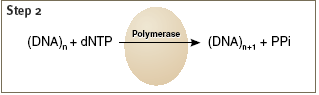 Step 2
Polymerase
(DNA)n + dNTP → (DNA)n+1 + PPi